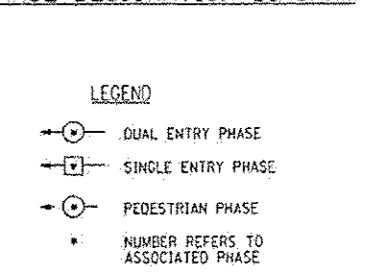 LEGEND
DUAL ENTRY PHASE
SINGLE ENTRY PHASE
PEDESTRIAN PHASE
* NUMBER REFERS TO
ASSOCIATED PHASE